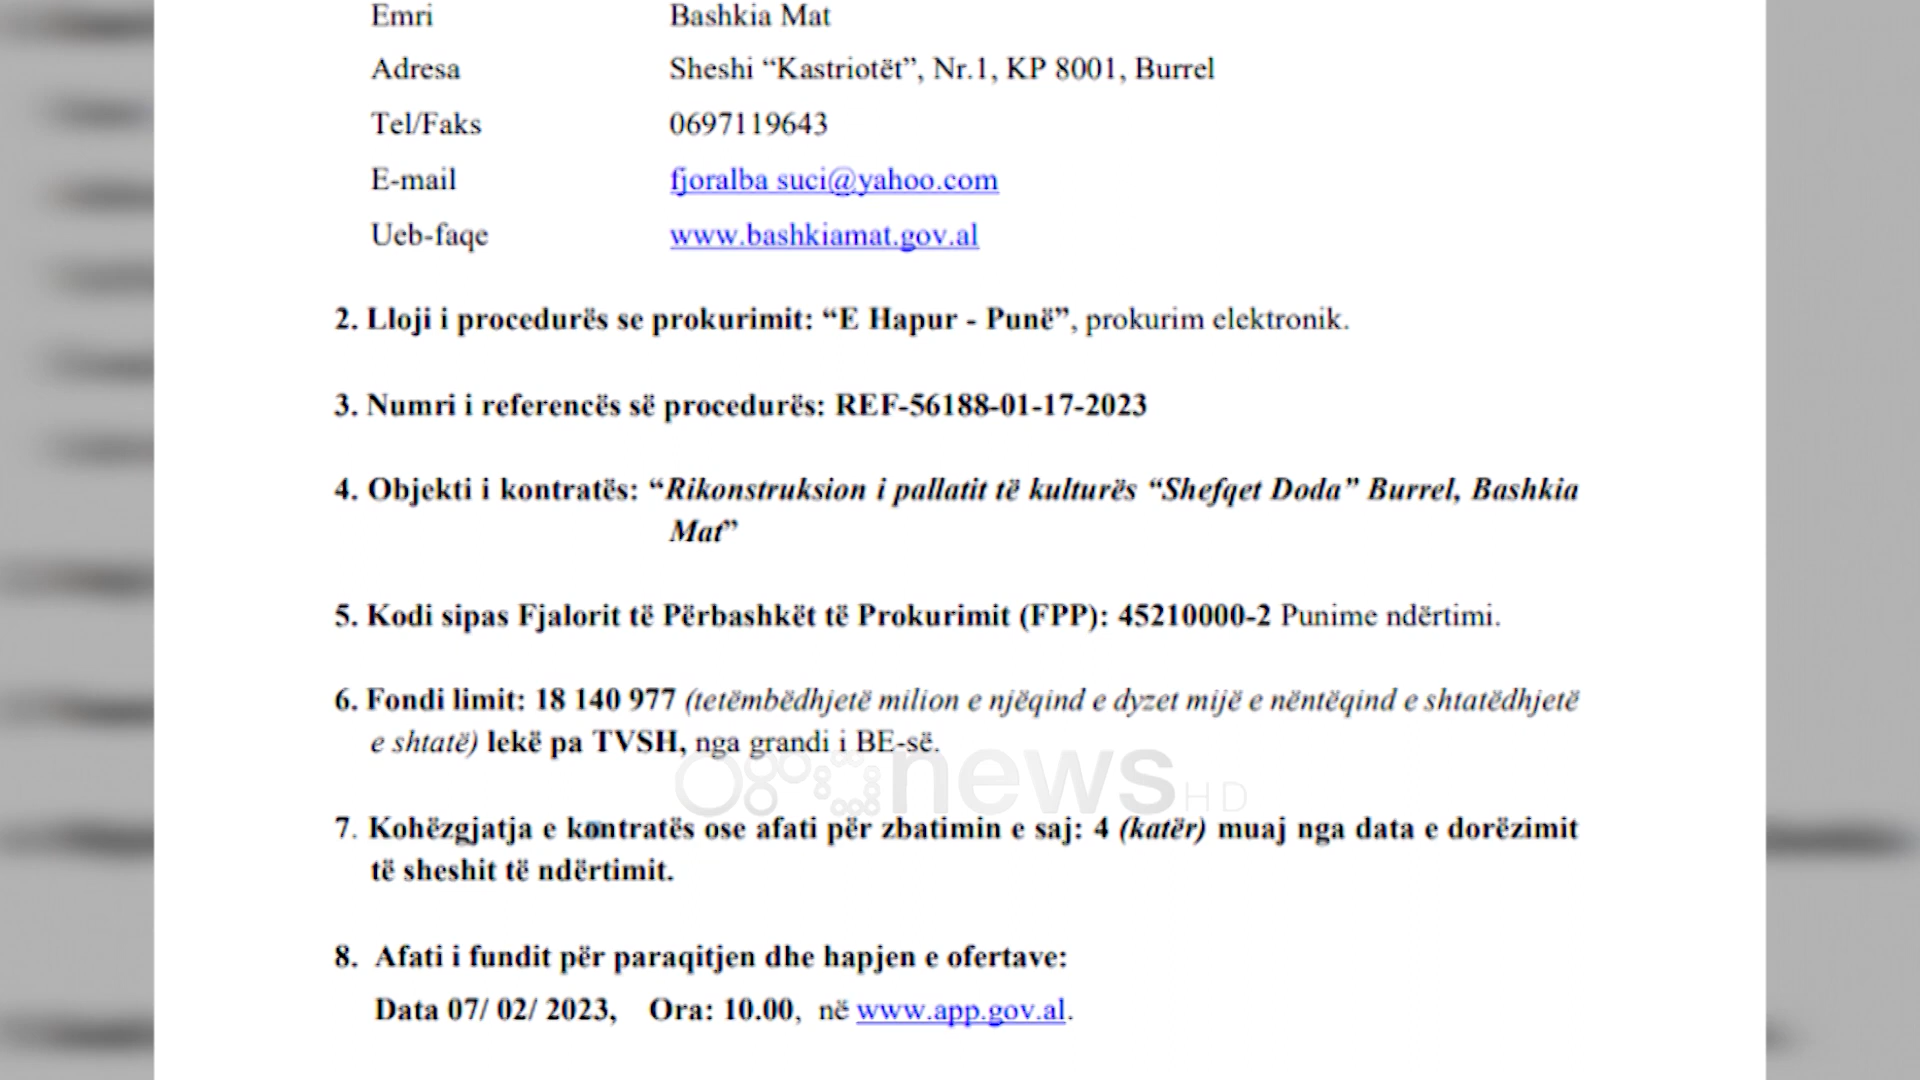 Emri Bashkia Mat
Adresa Sheshi “Kastriotët”, Nr.1, KP 8001, Burrel
Tel/Faks 0697119643
E-mail fjoralba suci@yahoo.com
Ueb-faqe www.bashkiamat.gov.al
2. Lloji i procedurës se prokurimit: “E Hapur - Punë”, prokurim elektronik.
3. Numri i referencës së procedurës: REF-56188-01-17-2023
4. Objekti i kontratës: “Rikonstruksion i pallatit të kulturës “Shefqet Doda” Burrel, Bashkia
Mat”
5. Kodi sipas Fjalorit të Përbashkët të Prokurimit (FPP): 45210000-2 Punime ndërtimi.
6. Fondi limit: 18 140 977 (tetëmbëdhjetë milion e njëqind e dyzet mijë e nëntëqind e shtatëdhjetë
e shtatë) lekë pa TVSH, nga grandi i BE-së.
news HD
7. Kohëzgjatja e kontratës ose afati për zbatimin e saj: 4 (katër) muaj nga data e dorëzimit
të sheshit të ndërtimit.
8. Afati i fundit për paraqitjen dhe hapjen e ofertave:
Data 07/ 02/ 2023, Ora: 10.00, në www.app.gov.al.